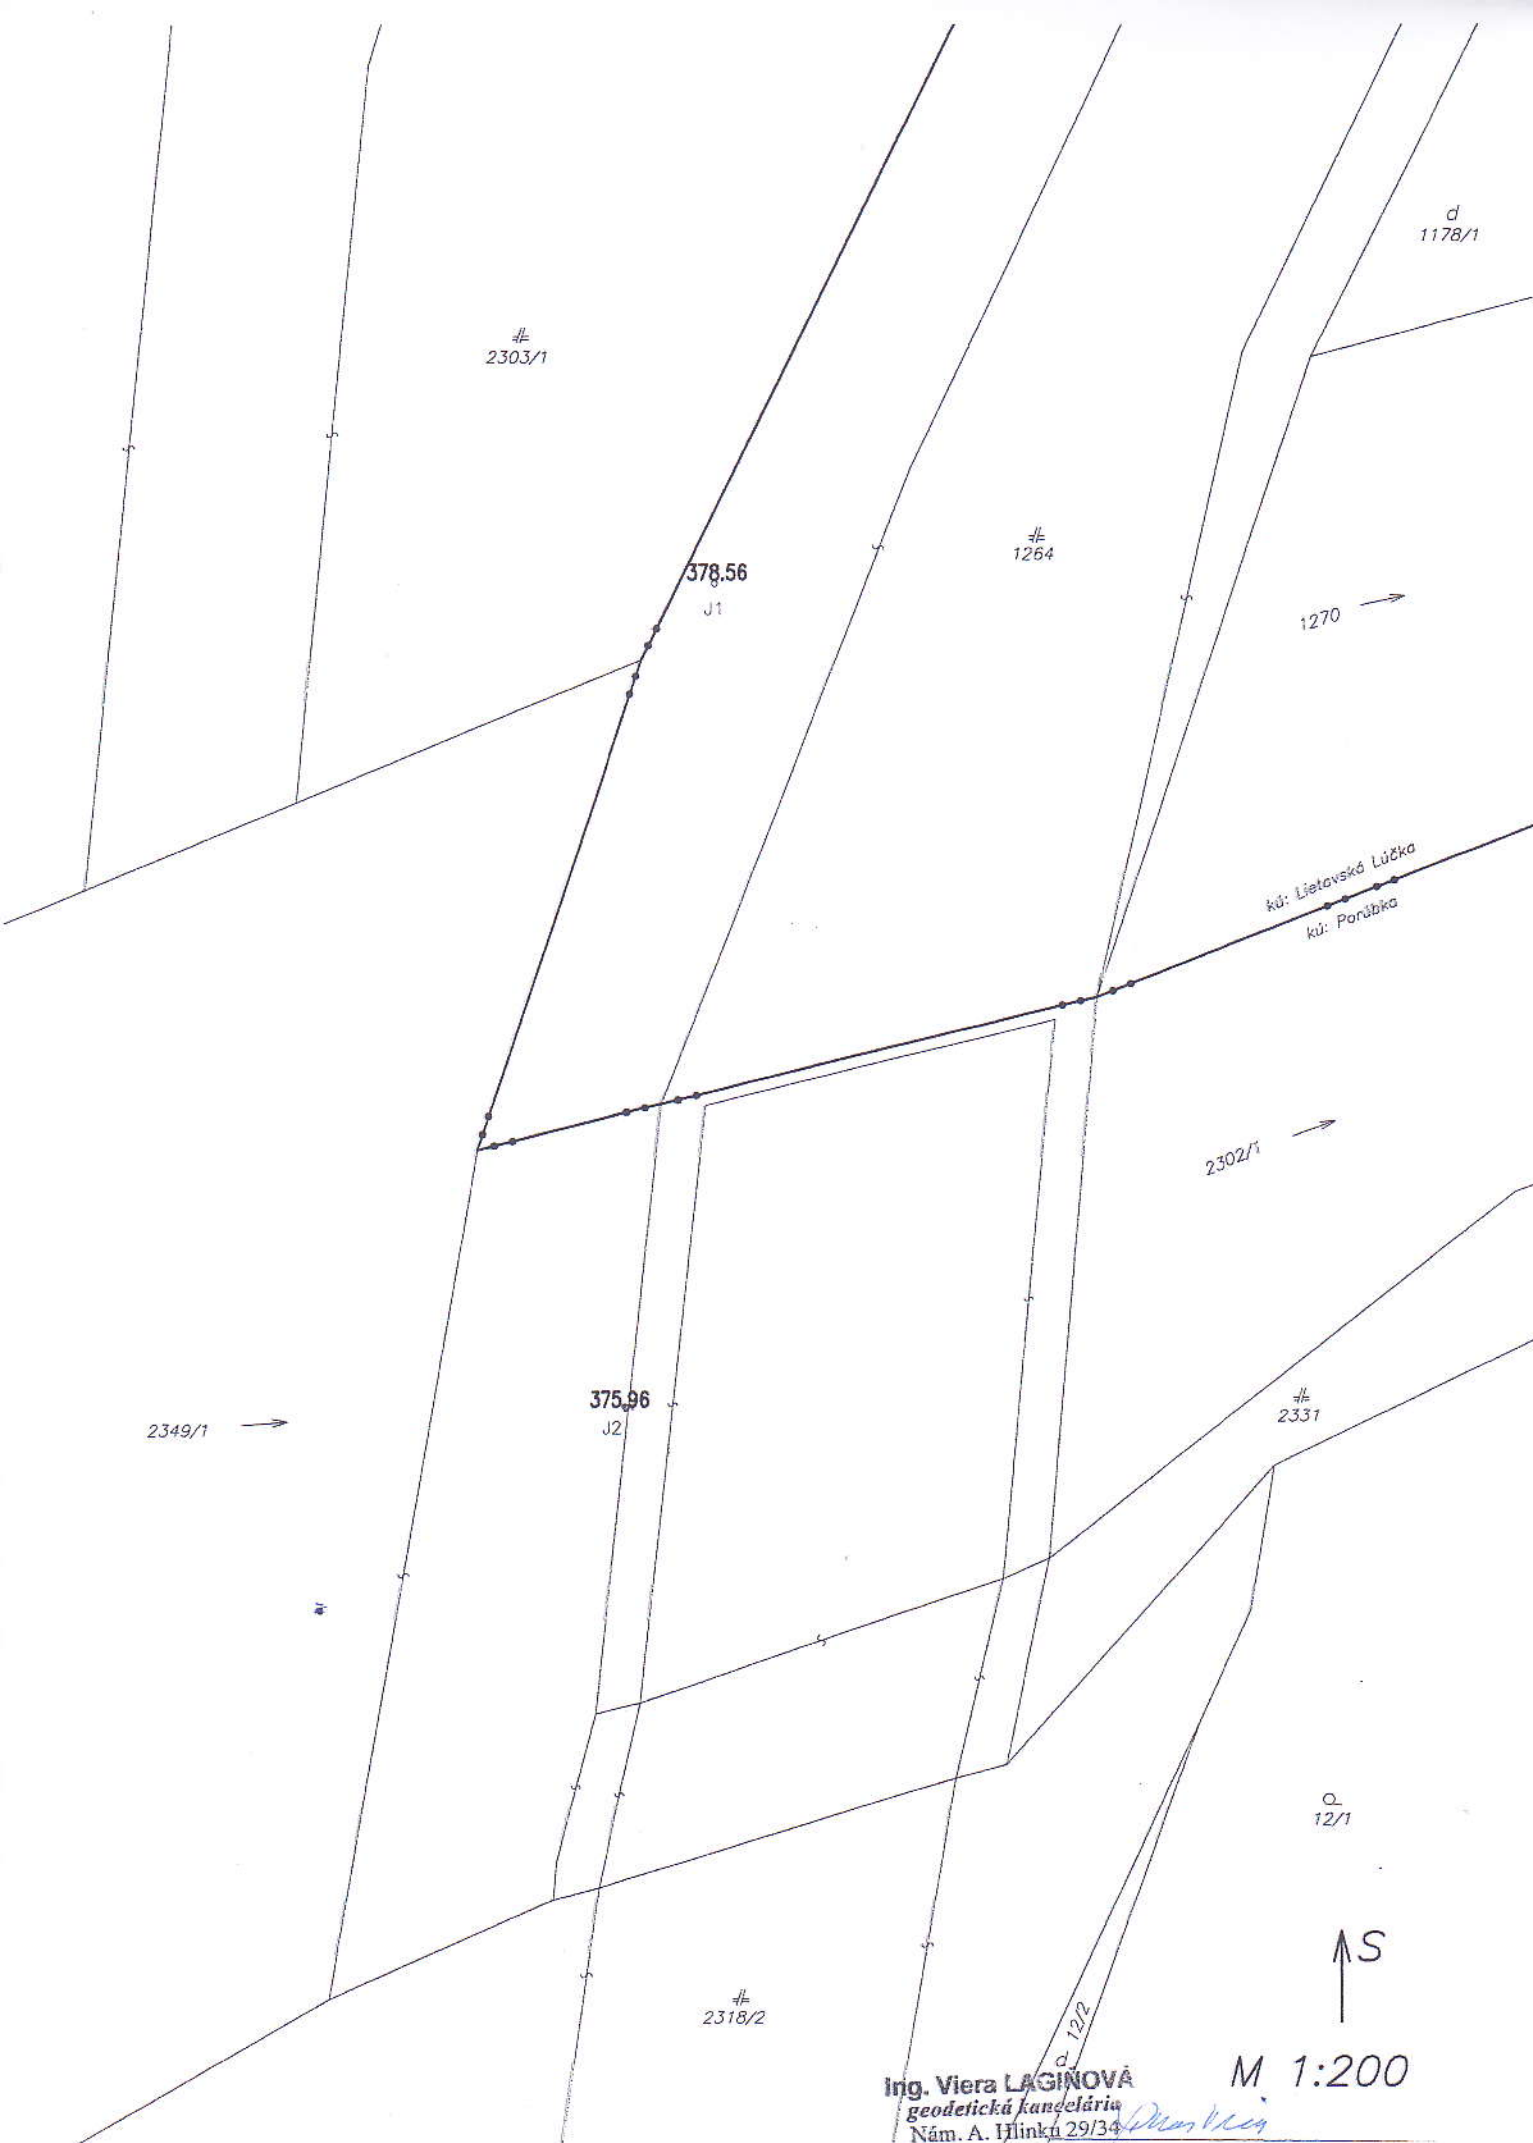 d
1178/1
2303/1
1264
378.56
J1
1270
kú: Lietavská Lúčka
kú: Porúbka
2302/1
375.96
J2
2349/1
2331
12/1
S
2318/2
d 12/2
M 1:200
Ing. Viera LAGIŇOVÁ
geodetická kancelária
Nám. A. Hlinku 29/34